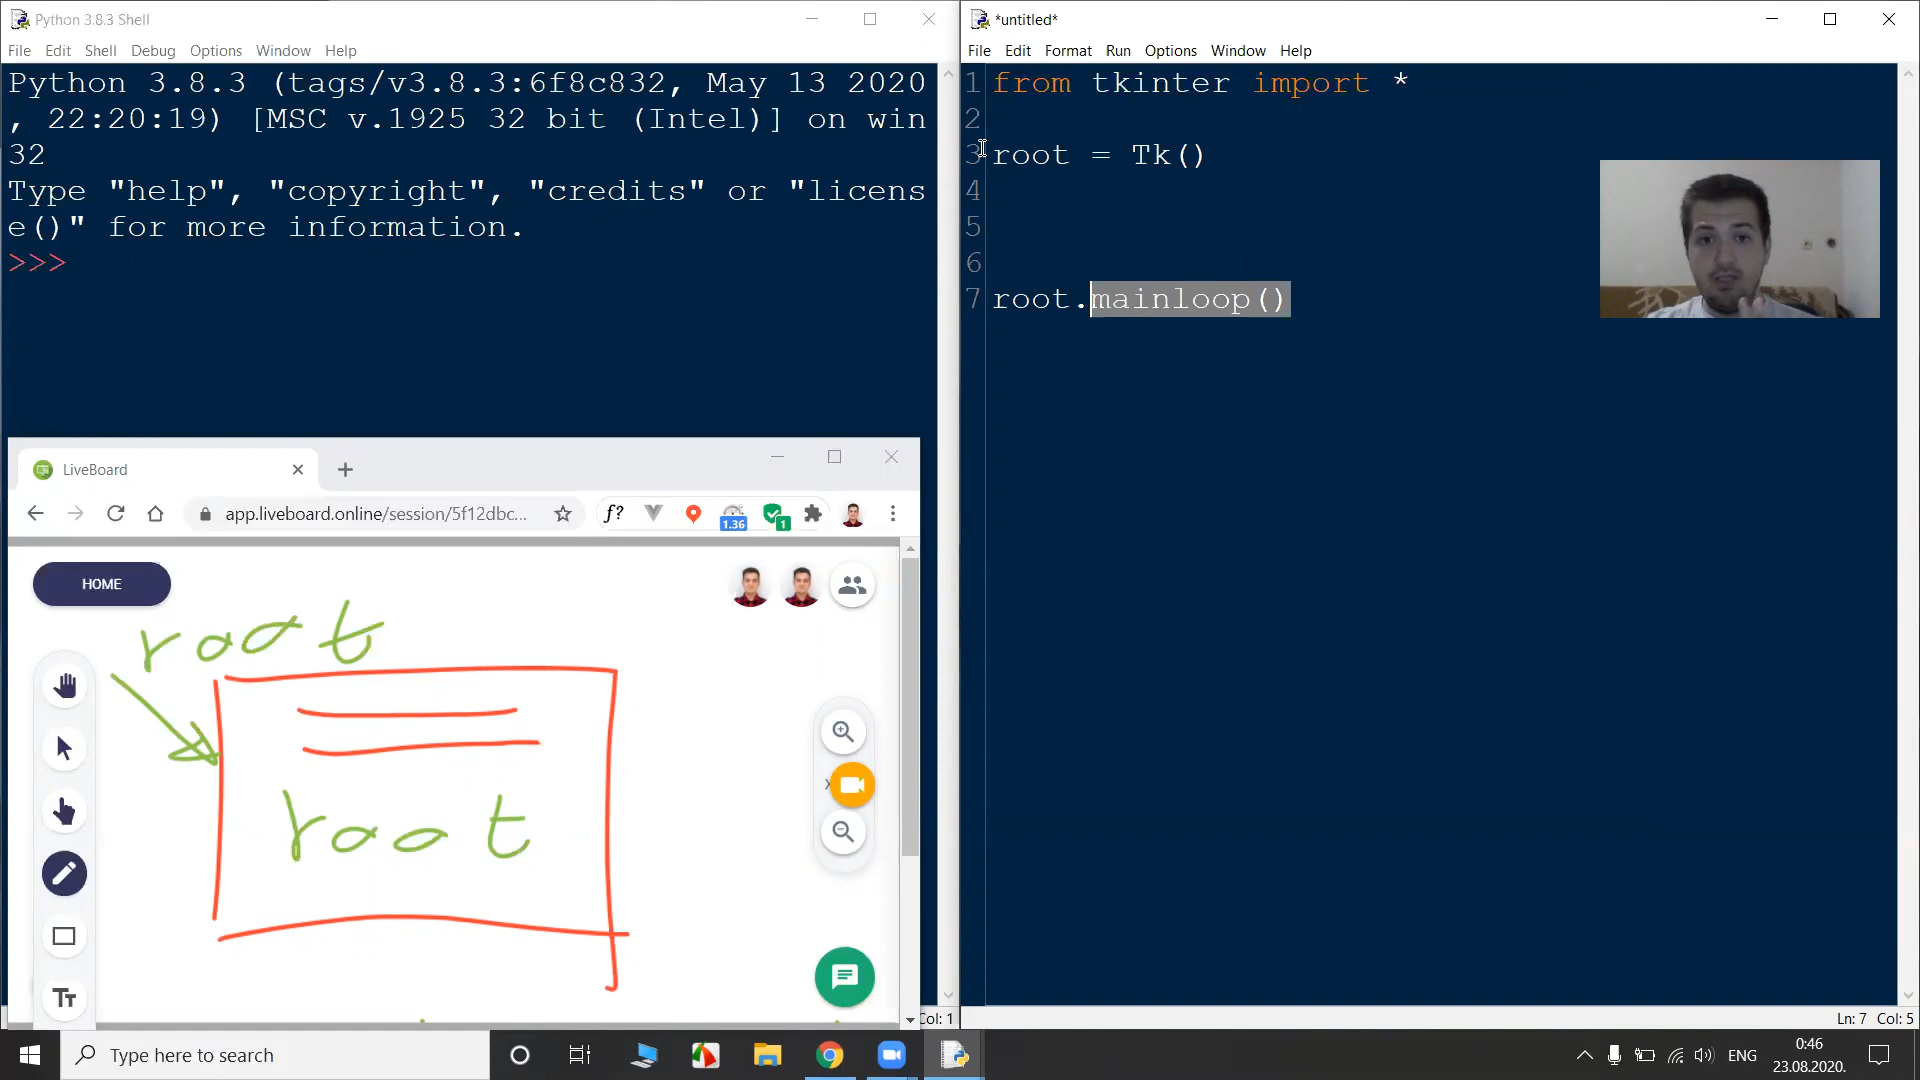 Python 3.8.3 Shell
File Edit Shell Debug Options Window Help
Python 3.8.3 (tags/v3.8.3:6f8c832, May 13 2020
, 22:20:19) [MSC v.1925 32 bit (Intel)] on win
32
Type "help", "copyright", "credits" or "licens
e()" for more information.
>>>
Col: 1
LiveBoard
app.liveboard.online/session/5f12dbc...
f?
1.36
1
HOME
root
root
Tт
*untitled*
File Edit Format Run Options Window Help
1 from tkinter import *
2
3 root = Tk()
4
5
6
7 root.mainloop()
Ln: 7 Col: 5
Type here to search
ENG
0:46
23.08.2020.